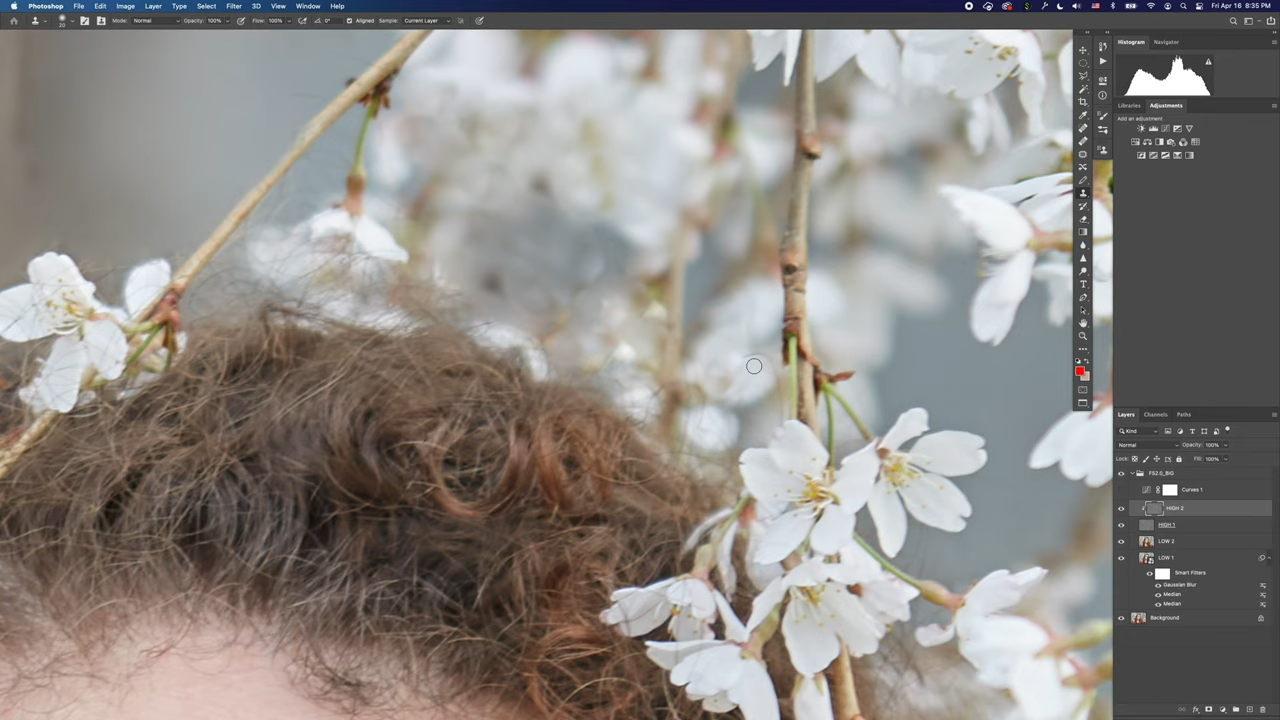 Photoshop File Edit Image Layer Type Select Filter 3D View Window Help Fri Apr 16 8:35 PM
20 Mode: Normal Opacity: 100% Flow: 100% 0° Aligned Sample: Current Layer
Histogram Navigator
Libraries Adjustments
Add an adjustment
Layers Channels Paths
Kind
Normal Opacity: 100%
Lock: Fill: 100%
FS2.0_BIG
Curves 1
HIGH 2
HIGH 1
LOW 2
LOW 1
Smart Filters
Gaussian Blur
Median
Median
Background